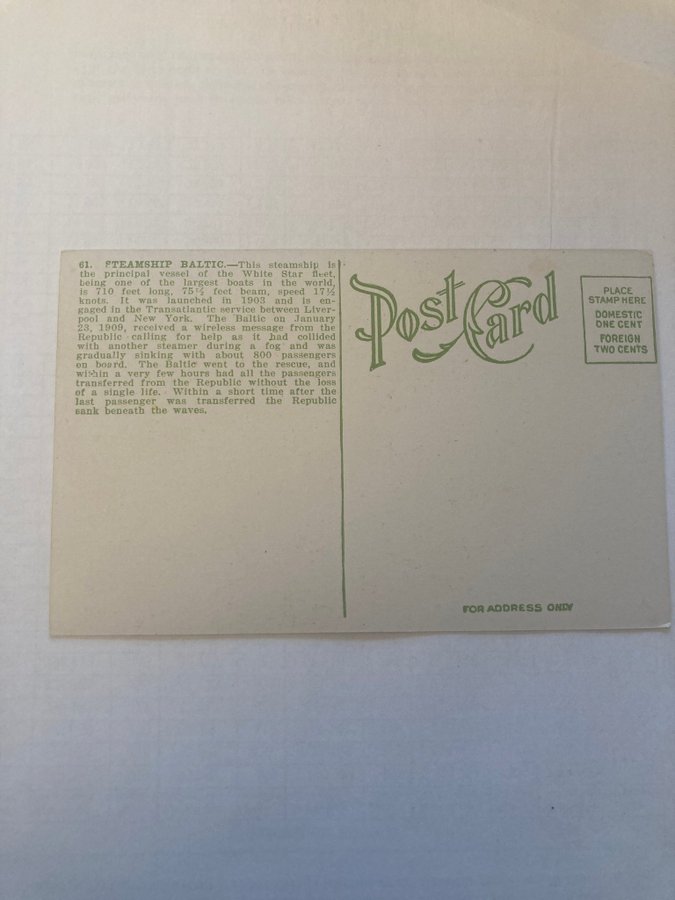 61. STEAMSHIP BALTIC.—This steamship is
the principal vessel of the White Star fleet,
being one of the largest boats in the world,
is 710 feet long, 75½ feet beam, speed 17½
knots. It was launched in 1903 and is en-
gaged in the Transatlantic service between Liver-
pool and New York. The Baltic on January
23, 1909, received a wireless message from the
Republic calling for help as it had collided
with another steamer during a fog and was
gradually sinking with about 800 passengers
on board. The Baltic went to the rescue, and
within a very few hours had all the passengers
transferred from the Republic without the loss
of a single life. Within a short time after the
last passenger was transferred the Republic
sank beneath the waves.
Post Card
PLACE
STAMP HERE
DOMESTIC
ONE CENT
FOREIGN
TWO CENTS
FOR ADDRESS ONLY